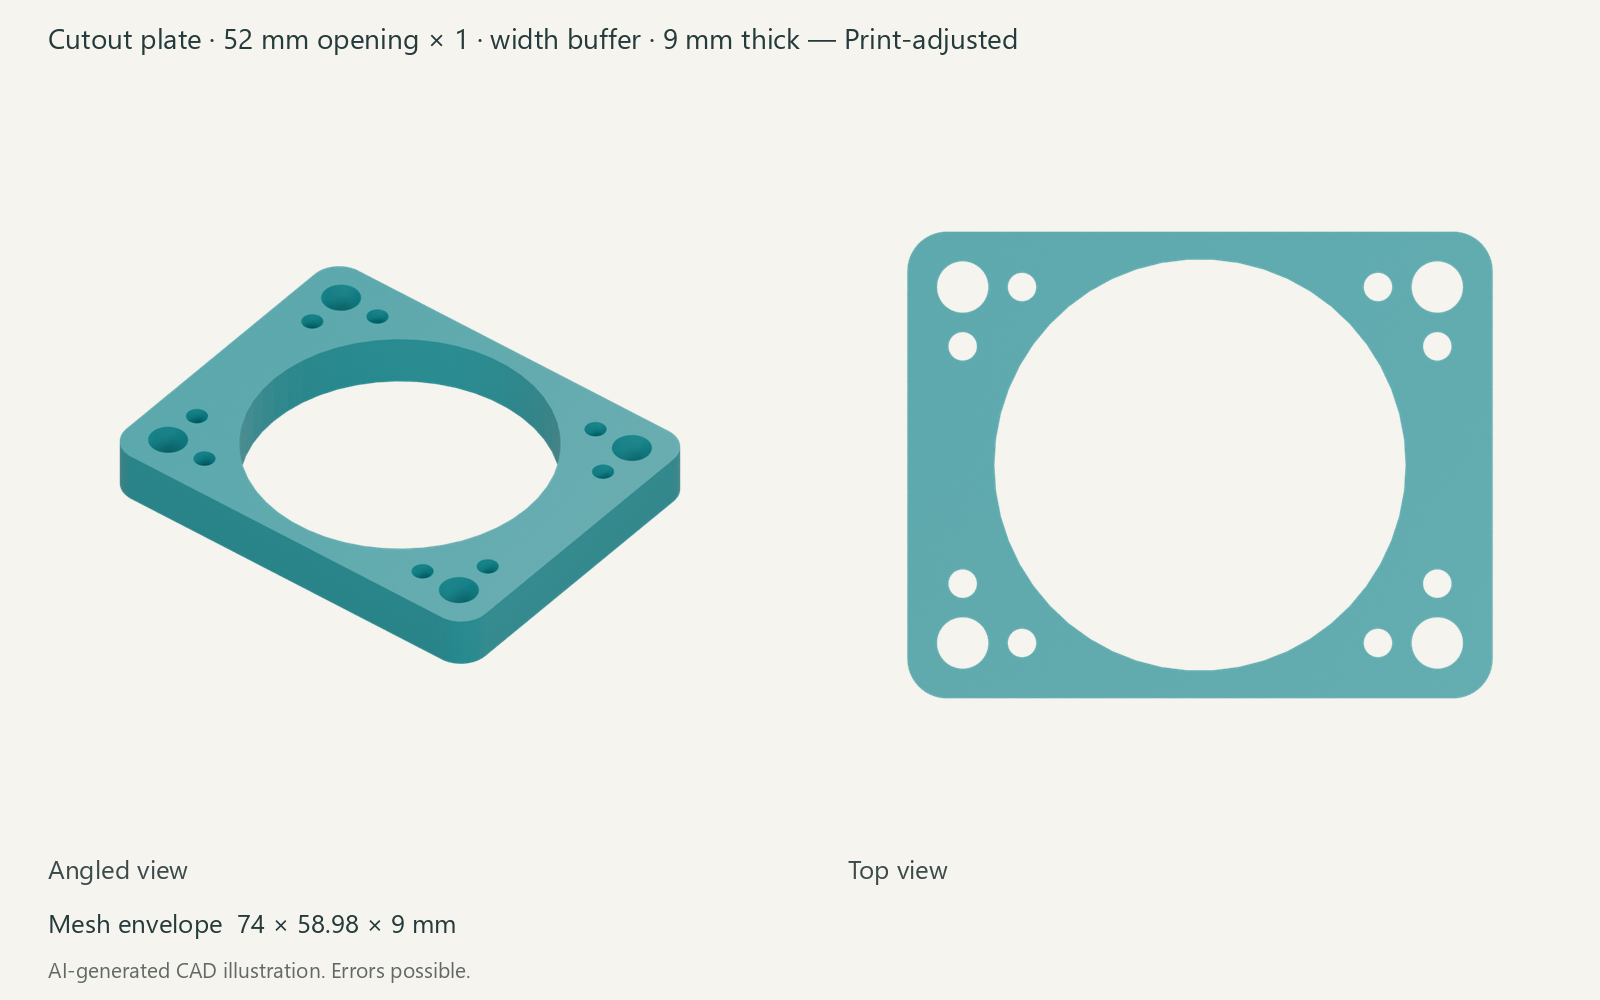 Cutout plate · 52 mm opening × 1 · width buffer · 9 mm thick — Print-adjusted
Angled view
Top view
Mesh envelope 74 × 58.98 × 9 mm
AI-generated CAD illustration. Errors possible.